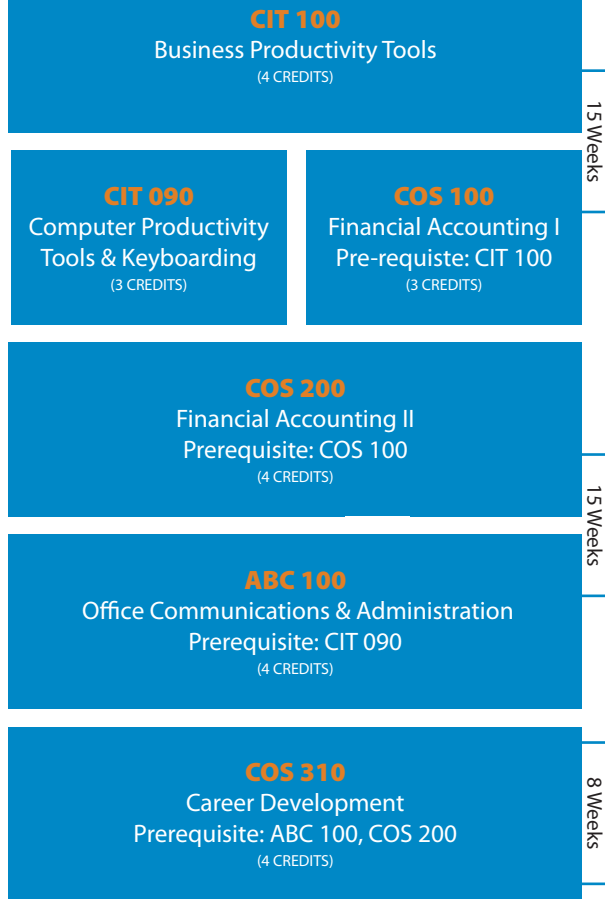 CIT 100
Business Productivity Tools
(4 CREDITS)
15 Weeks
CIT 090
Computer Productivity
Tools & Keyboarding
(3 CREDITS)
COS 100
Financial Accounting I
Pre-requiste: CIT 100
(3 CREDITS)
COS 200
Financial Accounting II
Prerequisite: COS 100
(4 CREDITS)
15 Weeks
ABC 100
Office Communications & Administration
Prerequisite: CIT 090
(4 CREDITS)
COS 310
Career Development
Prerequisite: ABC 100, COS 200
(4 CREDITS)
8 Weeks